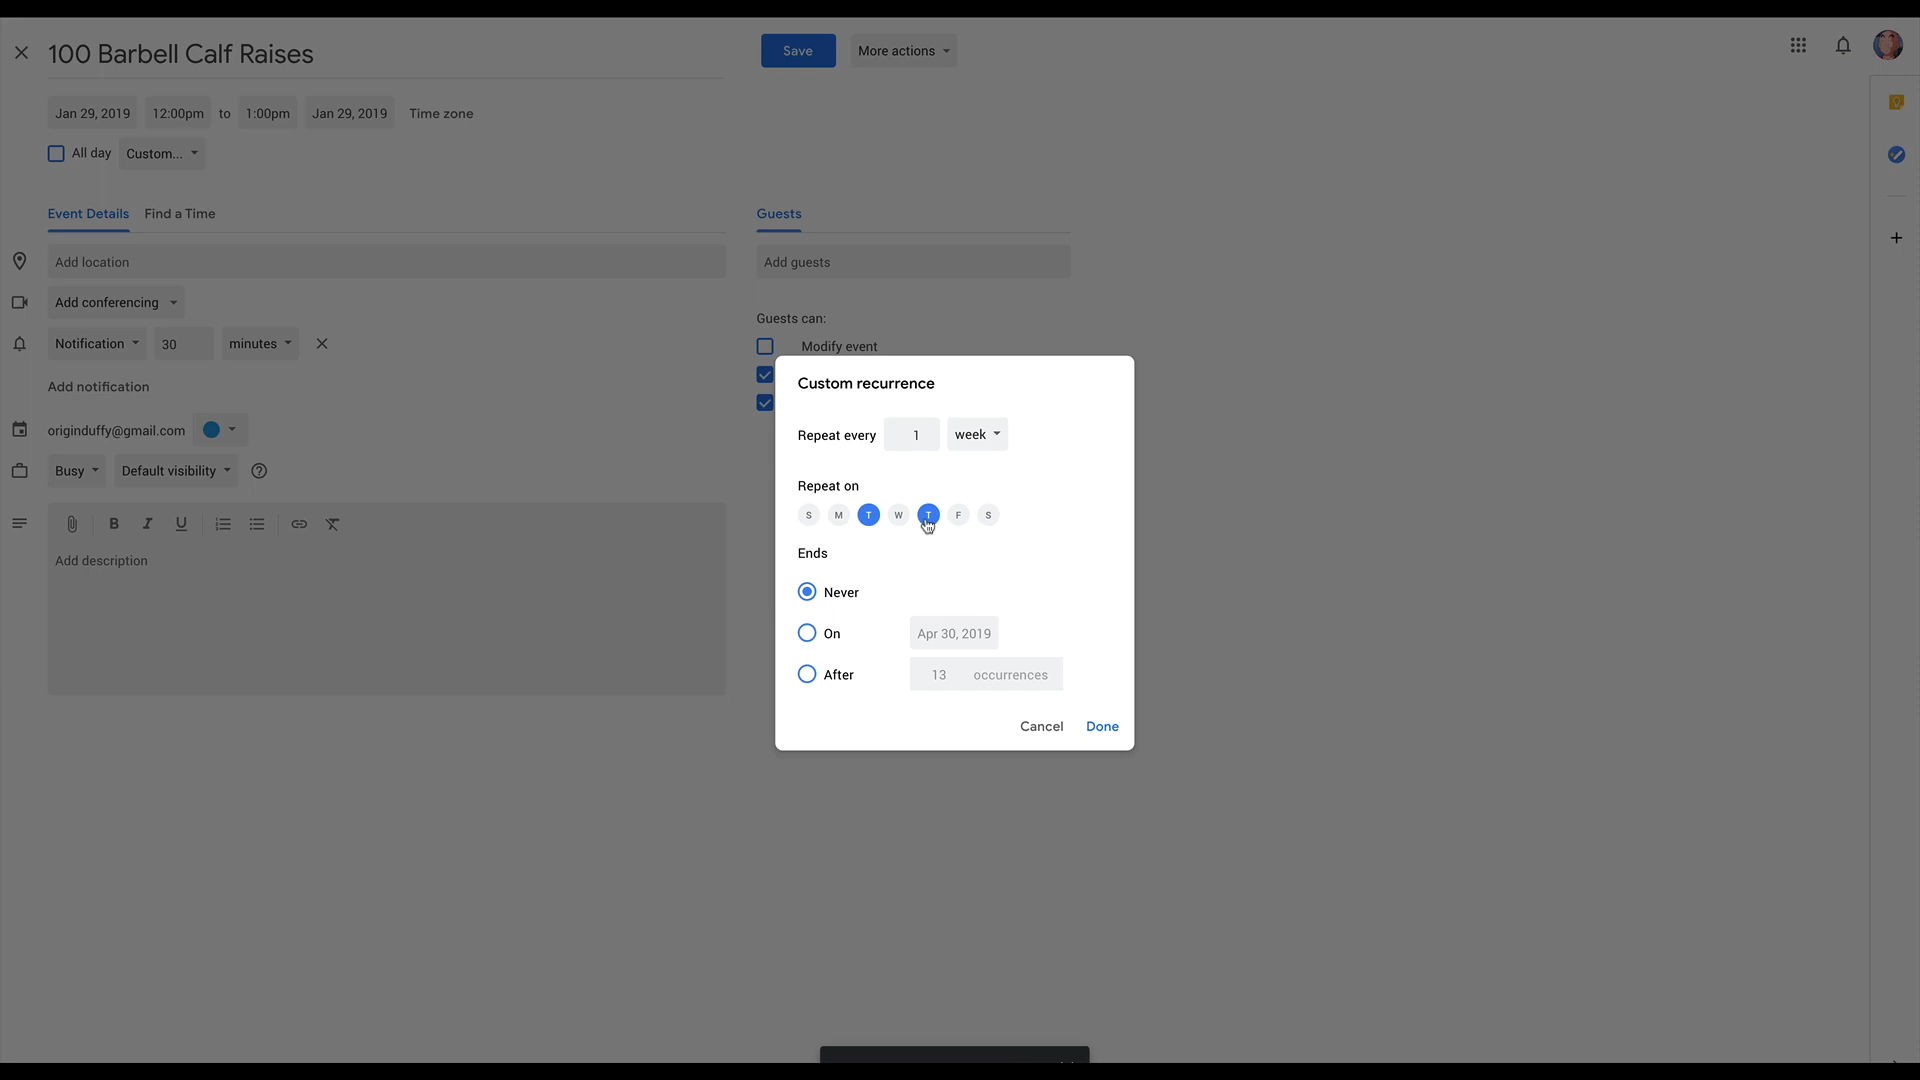 100 Barbell Calf Raises
Save
More actions
Jan 29, 2019 12:00pm to 1:00pm Jan 29, 2019 Time zone
All day Custom...
Event Details Find a Time
Guests
Add location
Add guests
Add conferencing
Guests can:
Notification 30 minutes
Modify event
Add notification
originduffy@gmail.com
Busy Default visibility
B I U
Add description
Custom recurrence
Repeat every 1 week
Repeat on
S M T W T F S
Ends
Never
On Apr 30, 2019
After 13 occurrences
Cancel Done